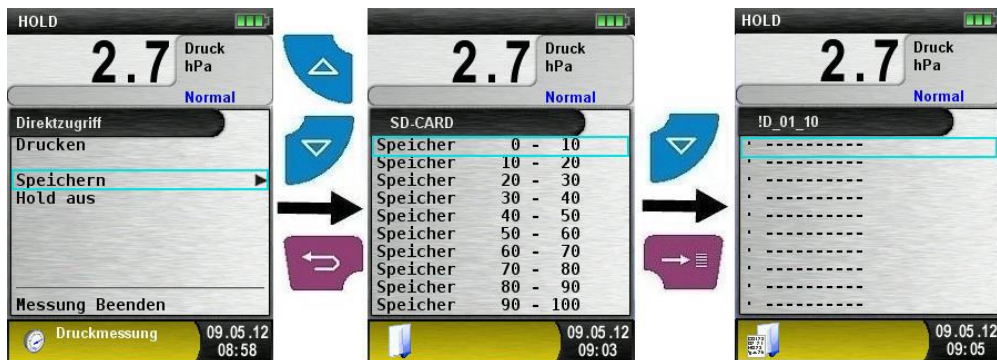 HOLD
2.7 Druck
hPa
Normal
Direktzugriff
Drucken
Speichern
Hold aus
Messung Beenden
Druckmessung 09.05.12
08:58
2.7 Druck
hPa
Normal
SD-CARD
Speicher 0 - 10
Speicher 10 - 20
Speicher 20 - 30
Speicher 30 - 40
Speicher 40 - 50
Speicher 50 - 60
Speicher 60 - 70
Speicher 70 - 80
Speicher 80 - 90
Speicher 90 - 100
09.05.12
09:03
HOLD
2.7 Druck
hPa
Normal
!D_01_10
. -----------
. -----------
. -----------
. -----------
. -----------
. -----------
. -----------
. -----------
. -----------
. -----------
09.05.12
09:05